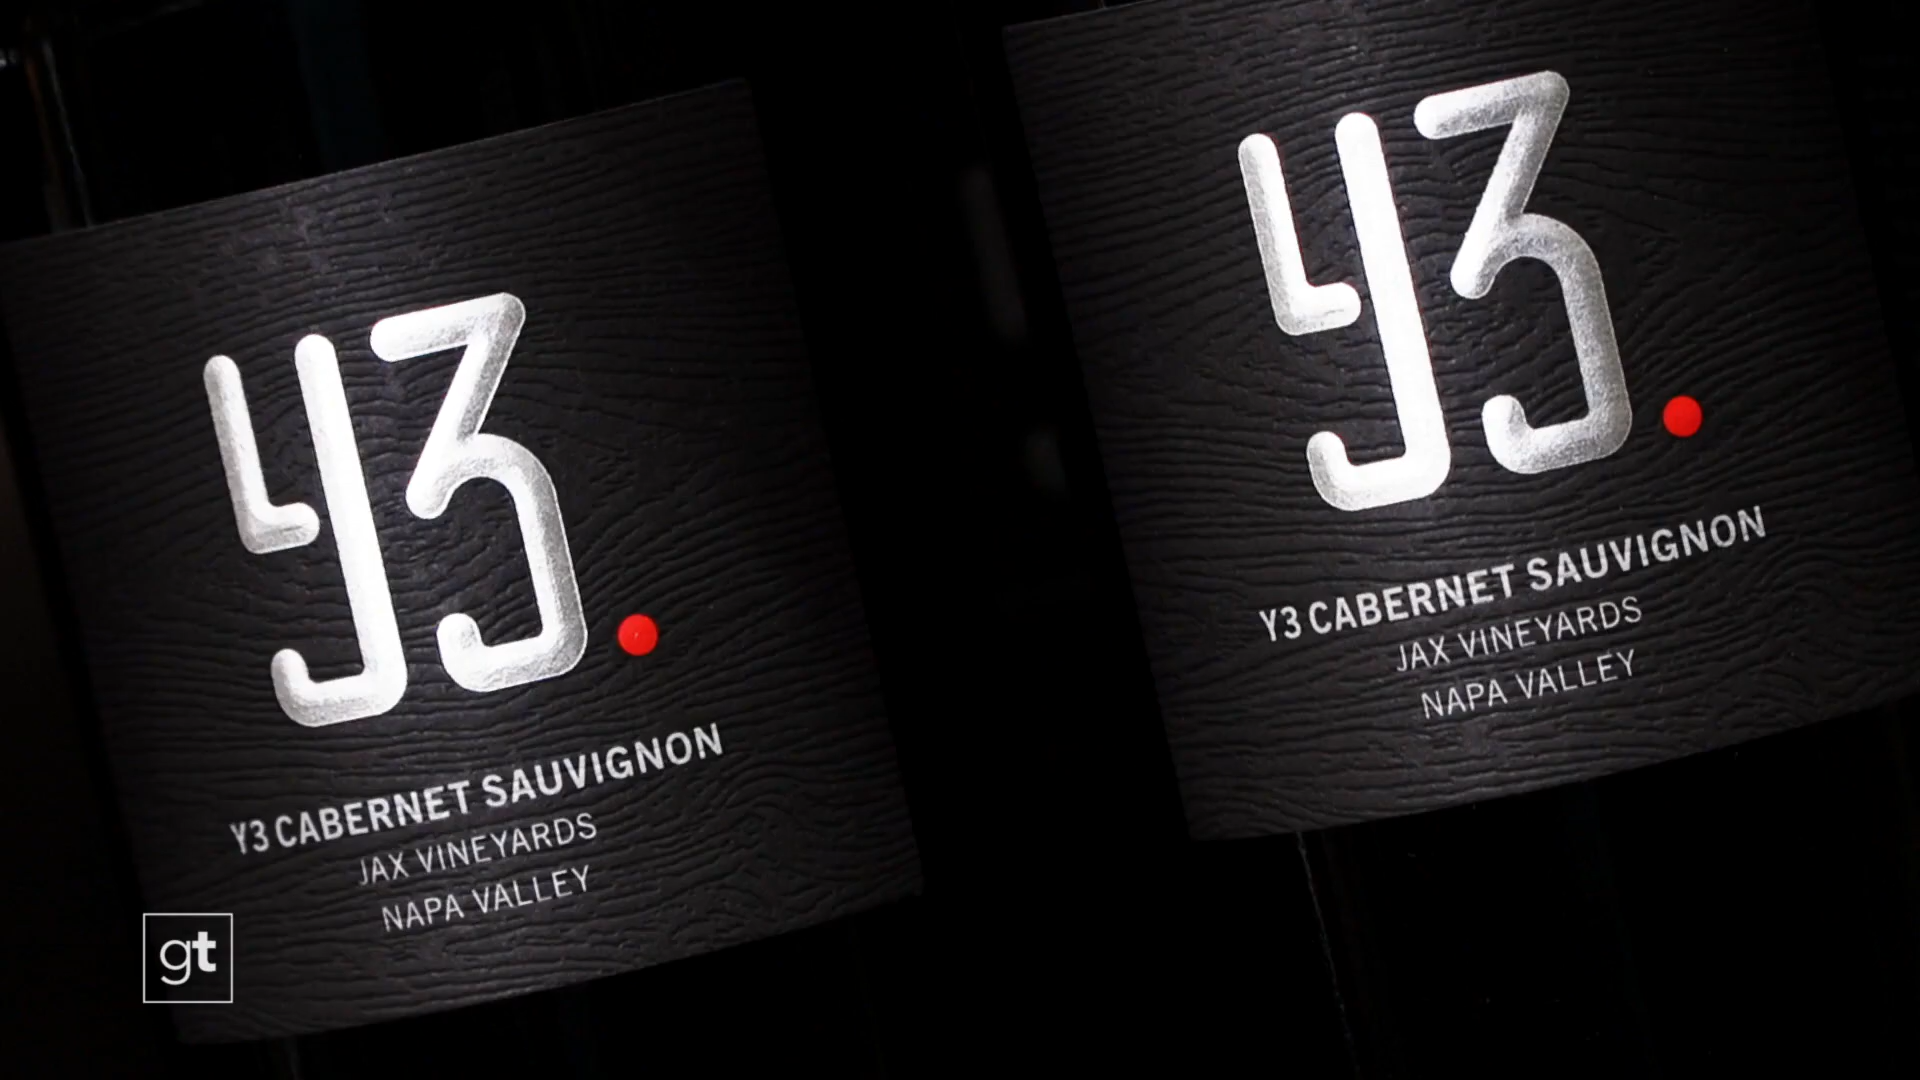 y3.
Y3 CABERNET SAUVIGNON
JAX VINEYARDS
NAPA VALLEY
y3.
Y3 CABERNET SAUVIGNON
JAX VINEYARDS
NAPA VALLEY
gt